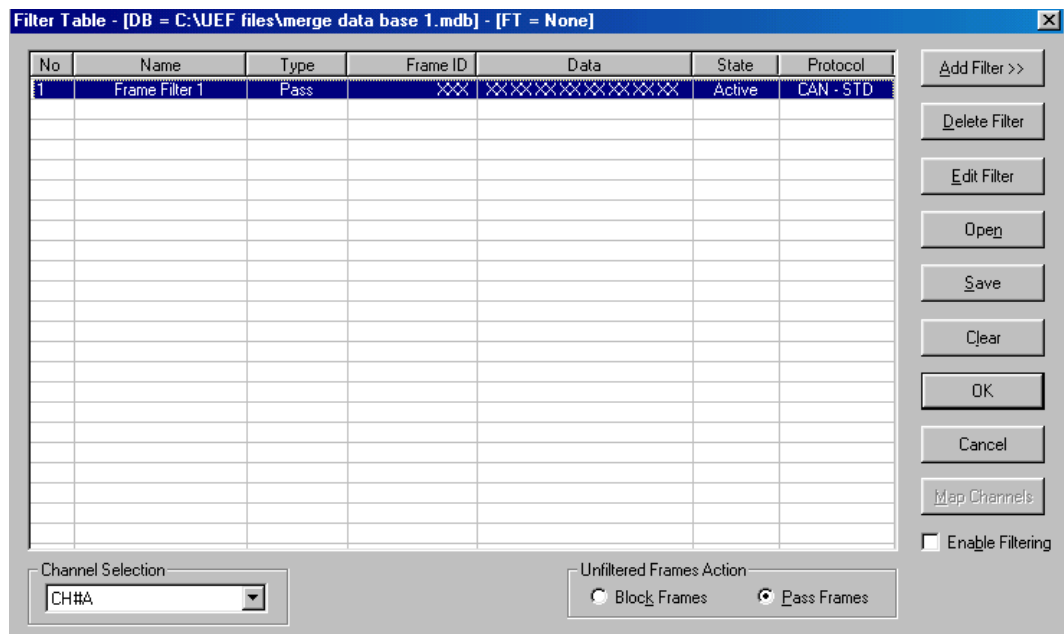 Filter Table - [DB = C:\UEF files\merge data base 1.mdb] - [FT = None]
No Name Type Frame ID Data State Protocol
1 Frame Filter 1 Pass XXX XX XX XX XX XX XX XX XX Active CAN - STD
Add Filter >>
Delete Filter
Edit Filter
Open
Save
Clear
OK
Cancel
Map Channels
Enable Filtering
Channel Selection
CH#A
Unfiltered Frames Action
Block Frames Pass Frames